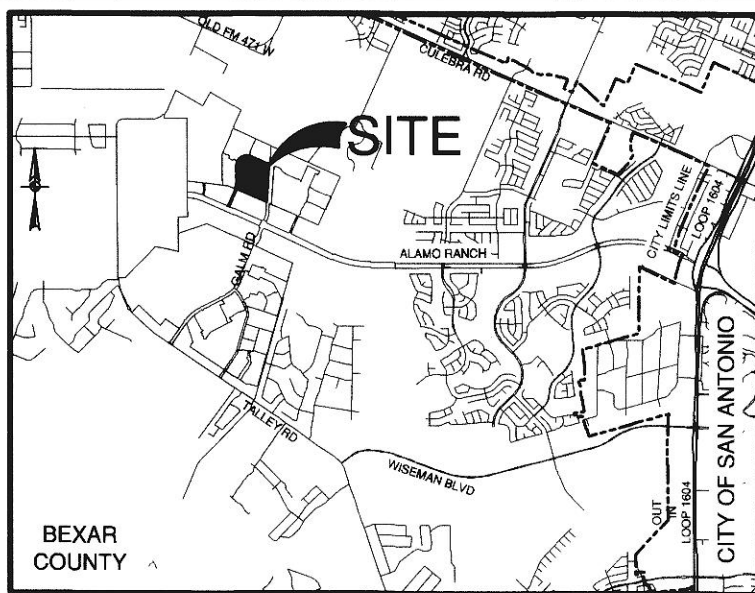 OLD FM 471 W
CULEBRA RD
SITE
CITY LIMITS LINE
LOOP 1604
ALAMO RANCH
GALM RD
TALLEY RD
WISEMAN BLVD
OUT
IN
LOOP 1604
CITY OF SAN ANTONIO
BEXAR
COUNTY